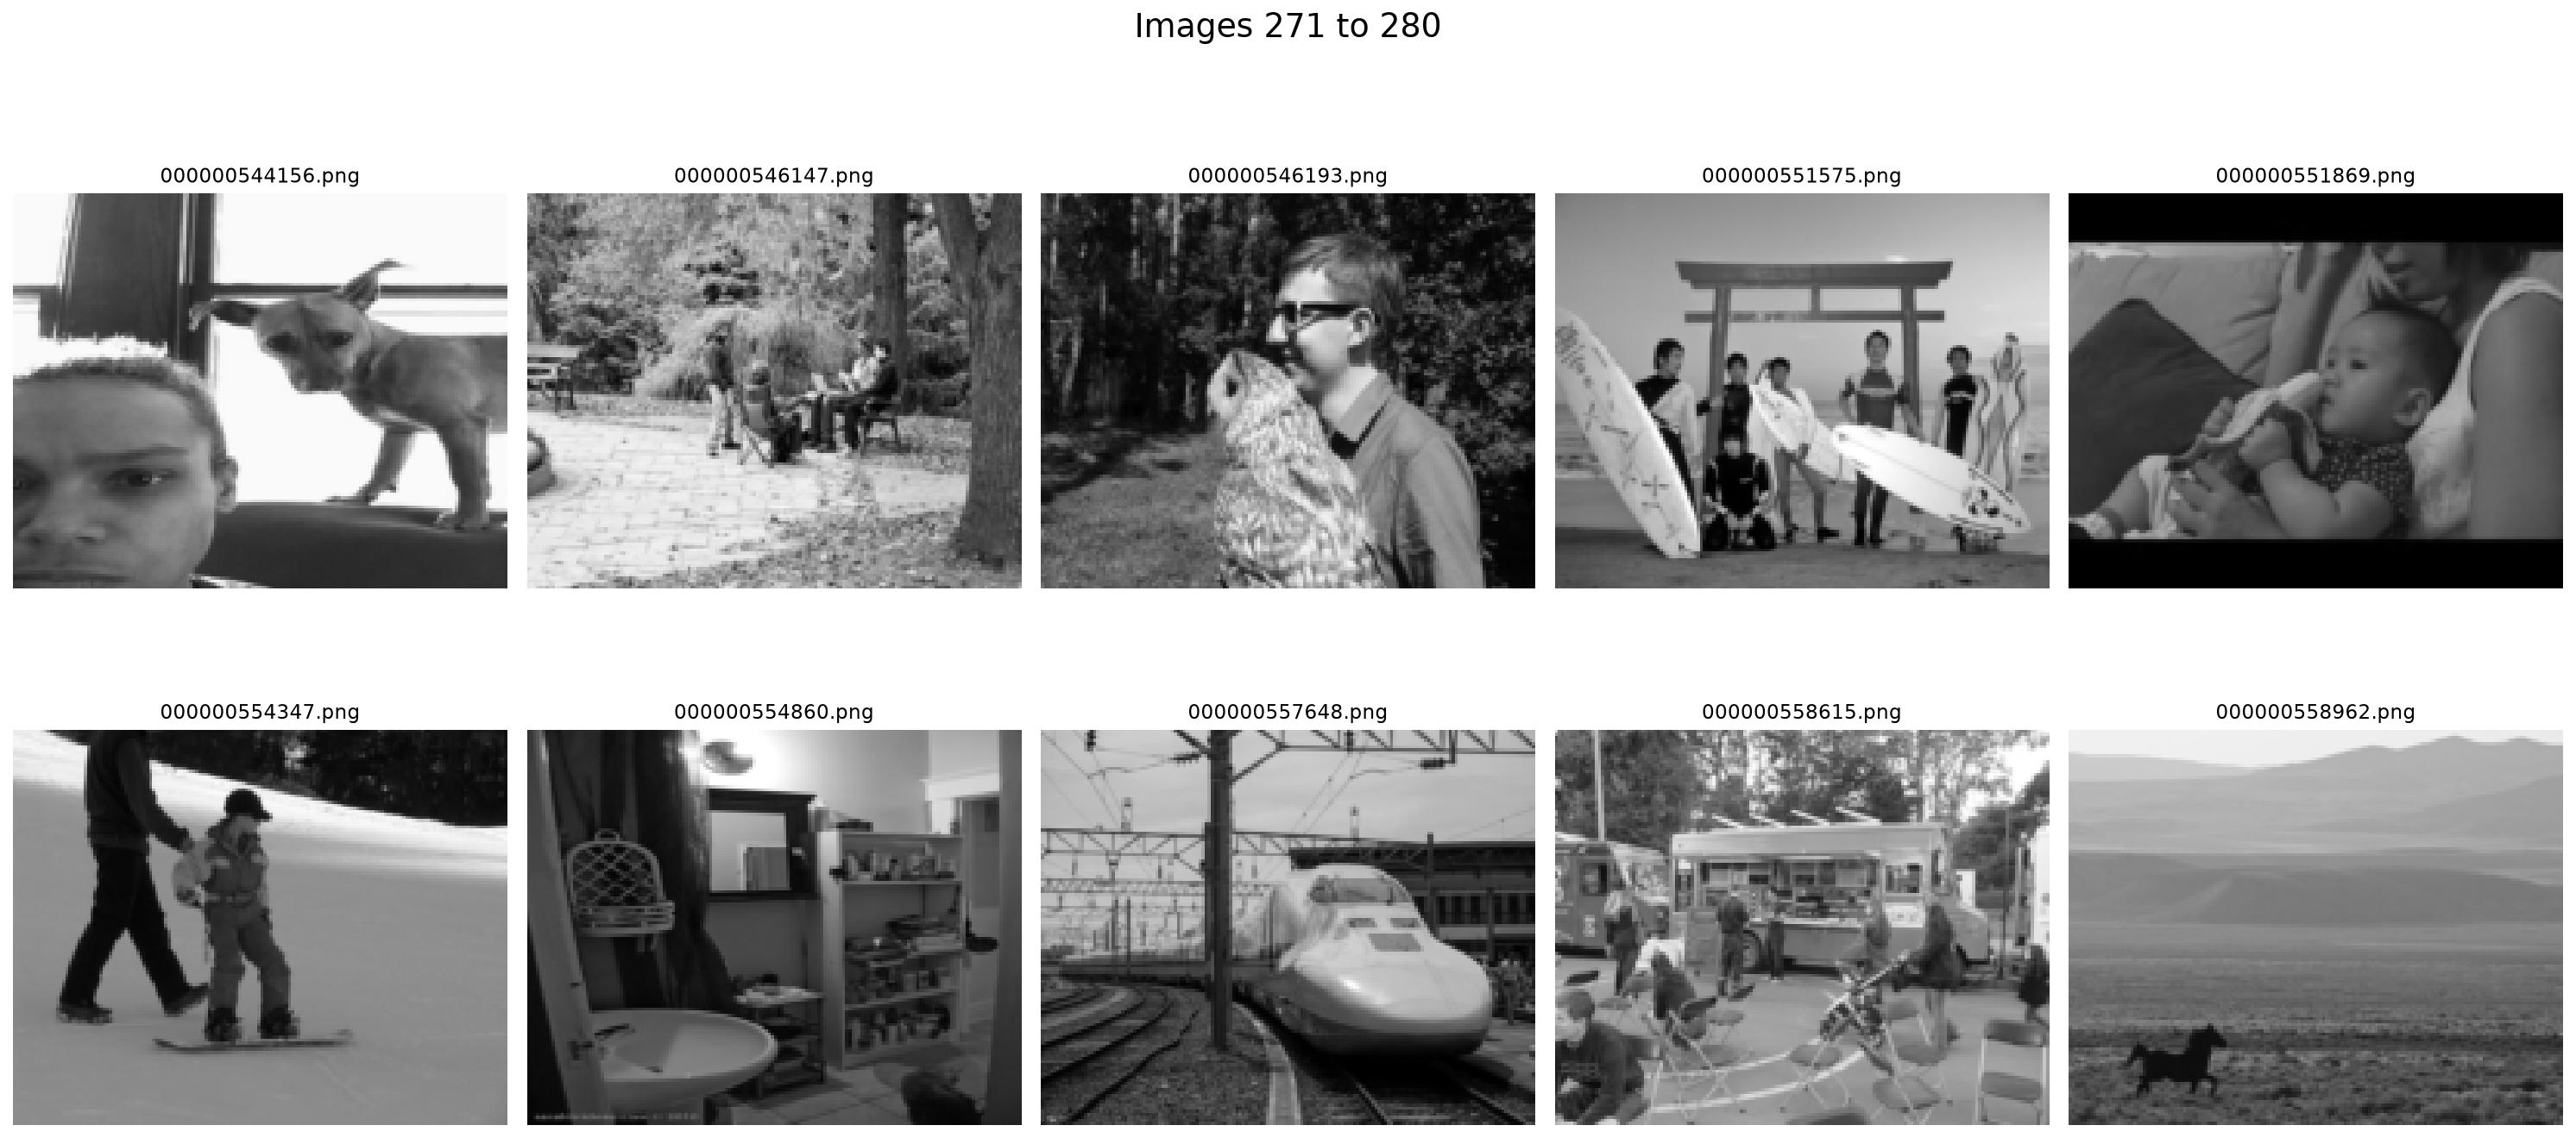 Images 271 to 280
000000544156.png
000000546147.png
000000546193.png
000000551575.png
000000551869.png
000000554347.png
000000554860.png
000000557648.png
000000558615.png
000000558962.png